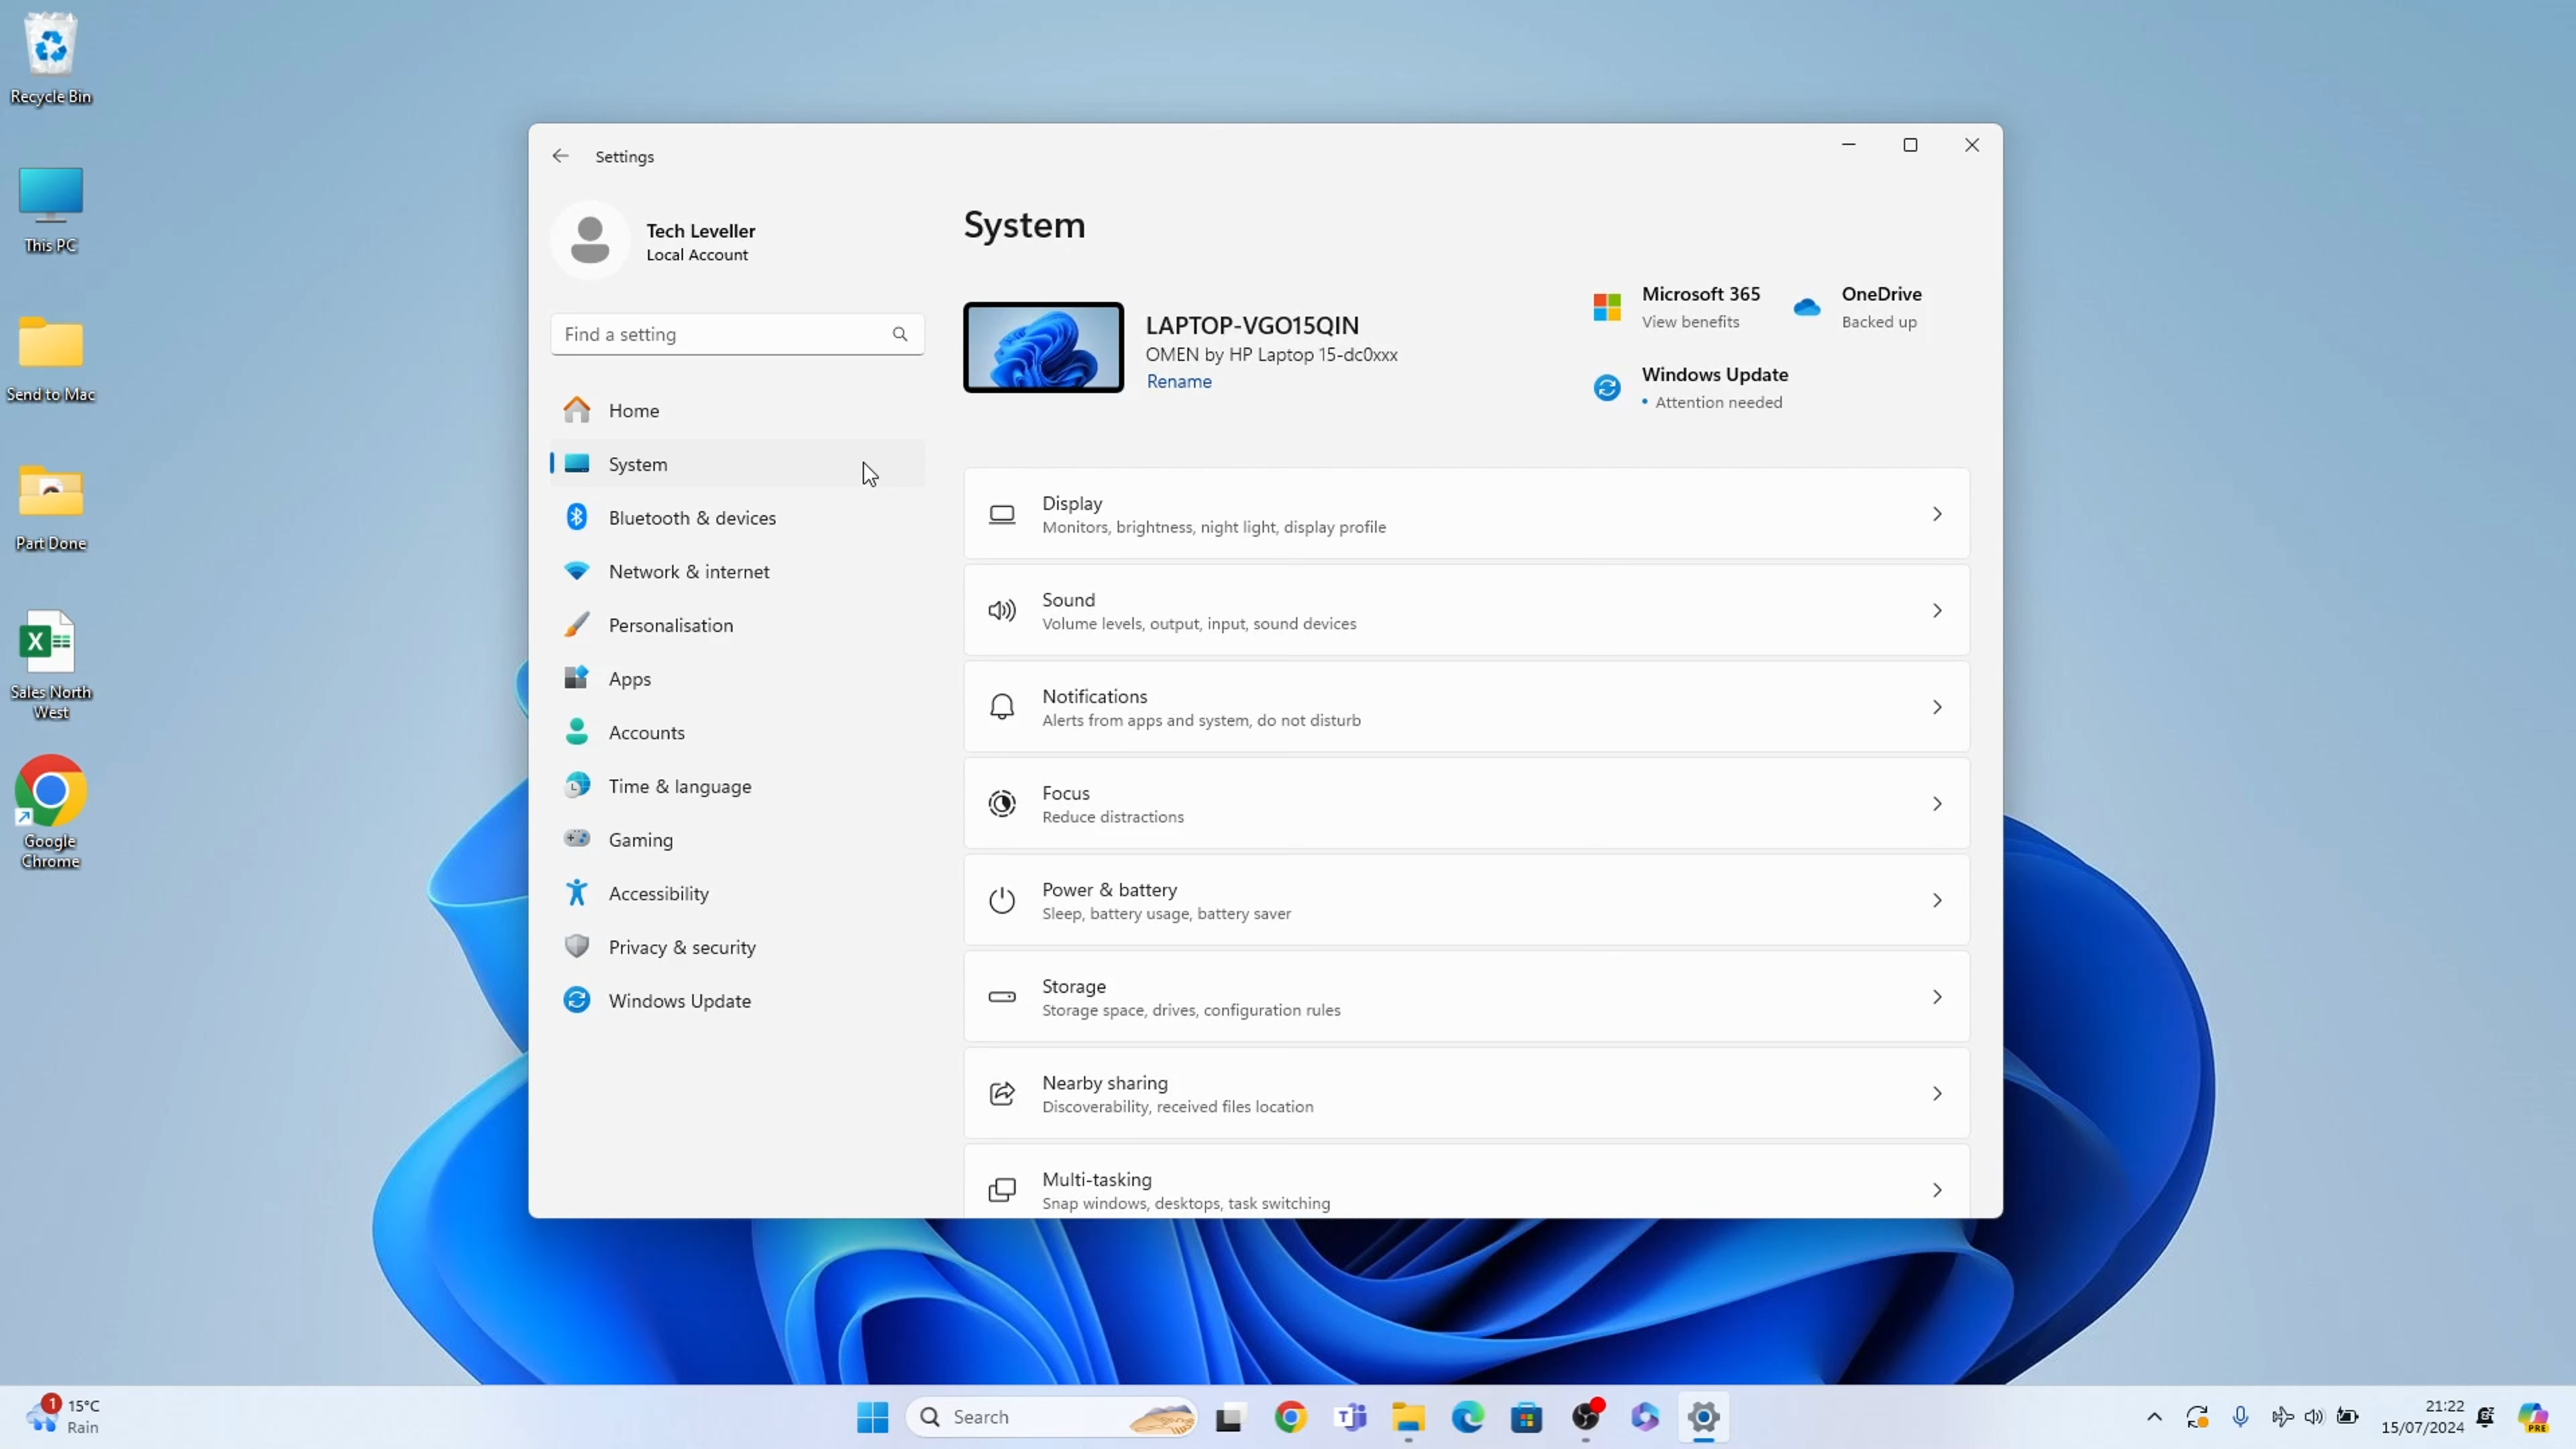 Recycle Bin
This PC
Send to Mac
Part Done
Sales North
West
Google
Chrome
Settings
Tech Leveller
Local Account
Find a setting
Home
System
Bluetooth & devices
Network & internet
Personalisation
Apps
Accounts
Time & language
Gaming
Accessibility
Privacy & security
Windows Update
System
LAPTOP-VGO15QIN
OMEN by HP Laptop 15-dc0xxx
Rename
Microsoft 365
View benefits
OneDrive
Backed up
Windows Update
• Attention needed
Display
Monitors, brightness, night light, display profile
Sound
Volume levels, output, input, sound devices
Notifications
Alerts from apps and system, do not disturb
Focus
Reduce distractions
Power & battery
Sleep, battery usage, battery saver
Storage
Storage space, drives, configuration rules
Nearby sharing
Discoverability, received files location
Multi-tasking
Snap windows, desktops, task switching
1
15°C
Rain
Search
21:22
15/07/2024
PRE